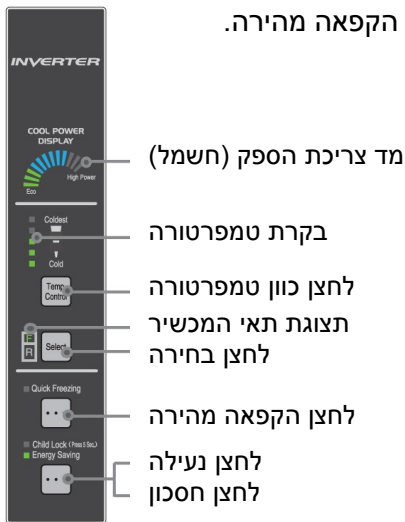 הקפאה מהירה.
INVERTER
COOL POWER
DISPLAY
High Power
Eco
מד צריכת הספק (חשמל)
Coldest
Cold
בקרת טמפרטורה
Temp.
Control
לחצן כוון טמפרטורה
תצוגת תאי המכשיר
F
R
Select
לחצן בחירה
Quick Freezing
לחצן הקפאה מהירה
Child Lock (Press 5 Sec.)
Energy Saving
לחצן נעילה
לחצן חסכון